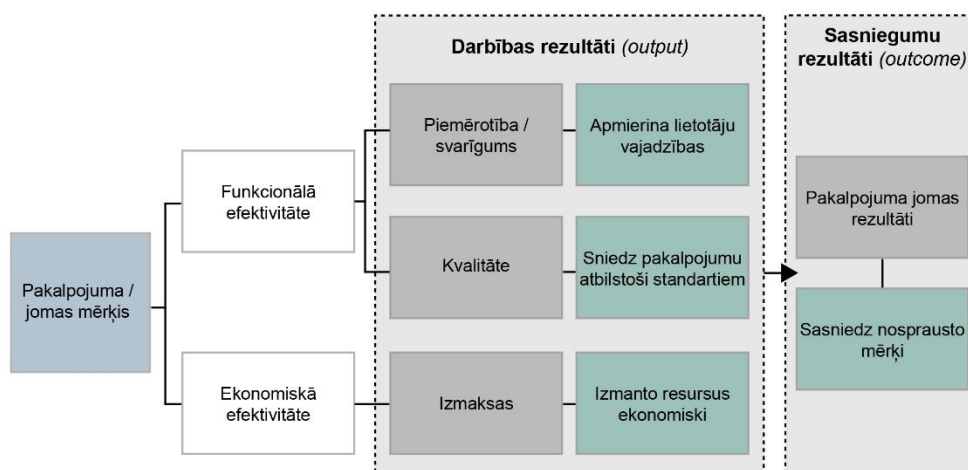 Darbības rezultāti (output)
Sasniegumu
rezultāti (outcome)
Piemērotība /
svarīgums
Apmierina lietotāju
vajadzības
Funkcionālā
efektivitāte
Pakalpojuma jomas
rezultāti
Kvalitāte
Sniedz pakalpojumu
atbilstoši standartiem
Pakalpojuma /
jomas mērķis
Sasniedz nosprausto
mērķi
Ekonomiskā
efektivitāte
Izmaksas
Izmanto resursus
ekonomiski